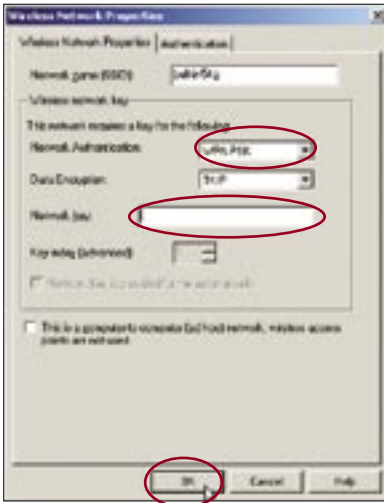 Wireless Network Properties
Wireless Network Properties Authentication
Network name (SSID):
Wireless network key
This network requires a key for the following:
Network Authentication: WPA-PSK
Data Encryption: TKIP
Network key:
Key index (advanced):
This is a computer-to-computer (ad hoc) network; wireless access
points are not used
OK Cancel Help